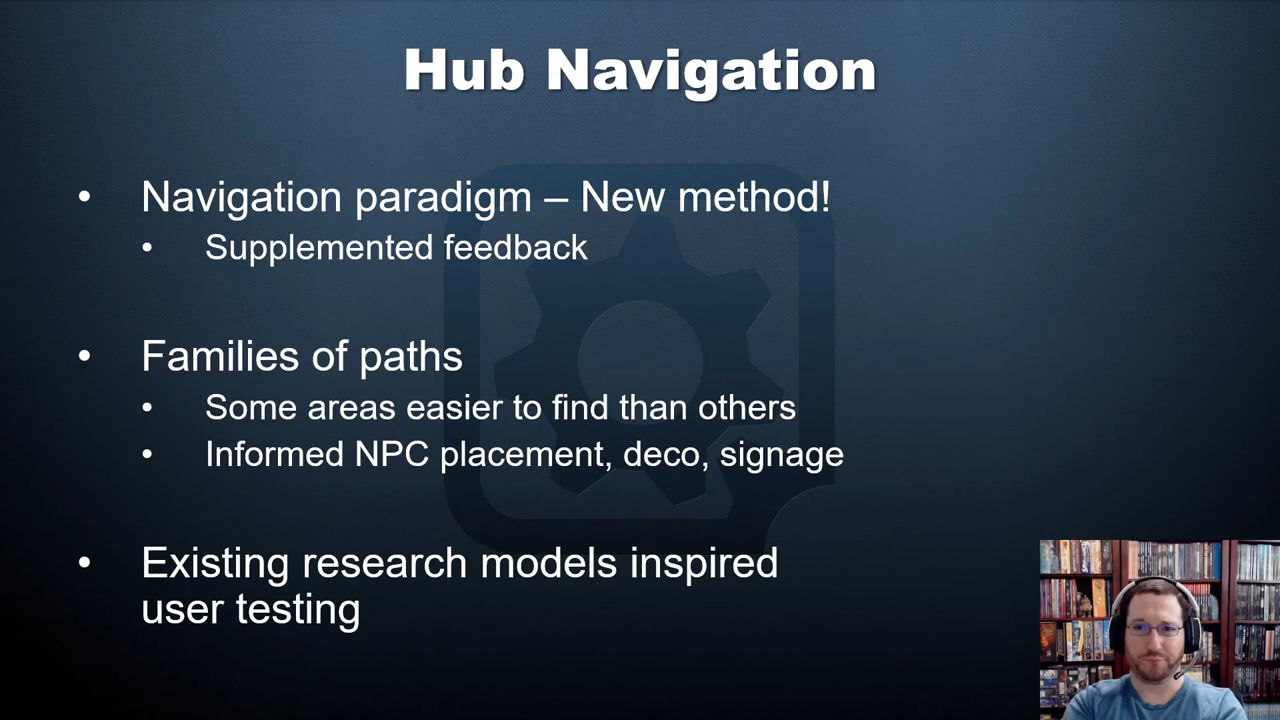 Hub Navigation
• Navigation paradigm – New method!
• Supplemented feedback
• Families of paths
• Some areas easier to find than others
• Informed NPC placement, deco, signage
• Existing research models inspired
user testing